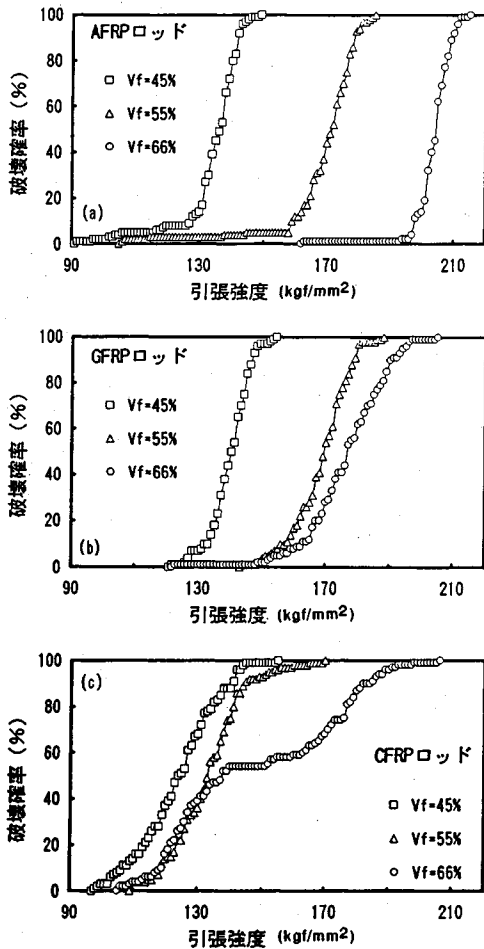 100
80
60
40
20
0
破壊確率 (%)
AFRPロッド
□ Vf=45%
△ Vf=55%
○ Vf=66%
(a)
90
130
170
210
引張強度 (kgf/mm²)
100
80
60
40
20
0
破壊確率 (%)
GFRPロッド
□ Vf=45%
△ Vf=55%
○ Vf=66%
(b)
90
130
170
210
引張強度 (kgf/mm²)
100
80
60
40
20
0
破壊確率 (%)
(c)
CFRPロッド
□ Vf=45%
△ Vf=55%
○ Vf=66%
90
130
170
210
引張強度 (kgf/mm²)